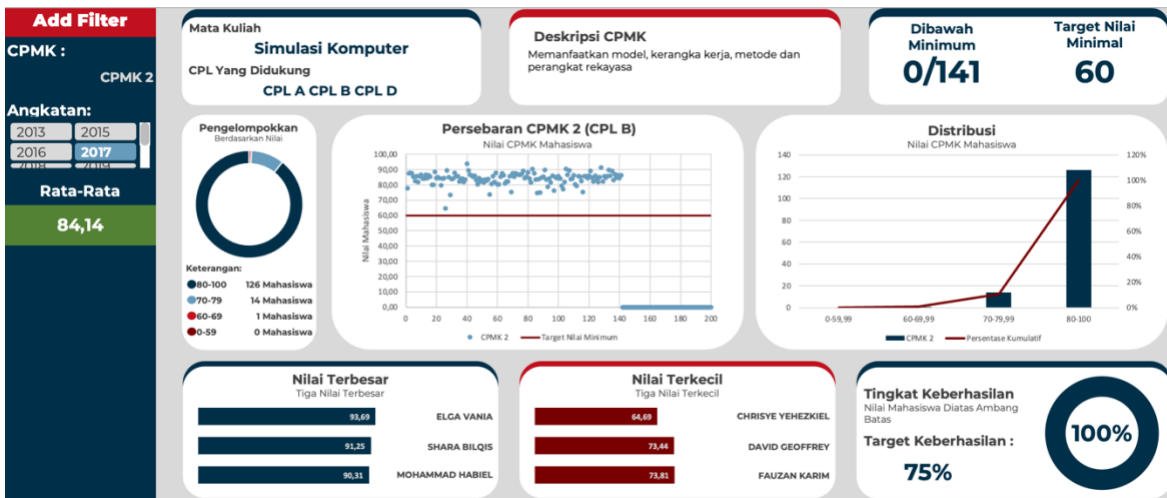 Add Filter
CPMK :
CPMK 2
Angkatan:
2013 2015
2016 2017
Rata-Rata
84,14
Mata Kuliah
Simulasi Komputer
CPL Yang Didukung
CPL A CPL B CPL D
Deskripsi CPMK
Memanfaatkan model, kerangka kerja, metode dan
perangkat rekayasa
Dibawah
Minimum
0/141
Target Nilai
Minimal
60
Pengelompokkan
Berdasarkan Nilai
Keterangan:
80-100 126 Mahasiswa
70-79 14 Mahasiswa
60-69 1 Mahasiswa
0-59 0 Mahasiswa
Persebaran CPMK 2 (CPL B)
Nilai CPMK Mahasiswa
Nilai Mahasiswa
100,00
90,00
80,00
70,00
60,00
50,00
40,00
30,00
20,00
10,00
0,00
0 20 40 60 80 100 120 140 160 180 200
CPMK 2 Target Nilai Minimum
Distribusi
Nilai CPMK Mahasiswa
140
120
100
80
60
40
20
0
120%
100%
80%
60%
40%
20%
0%
0-59,99 60-69,99 70-79,99 80-100
CPMK 2 Persentase Kumulatif
Nilai Terbesar
Tiga Nilai Terbesar
93,69 ELGA VANIA
91,25 SHARA BILQIS
90,31 MOHAMMAD HABIEL
Nilai Terkecil
Tiga Nilai Terkecil
64,69 CHRISYE YEHEZKIEL
73,44 DAVID GEOFFREY
73,81 FAUZAN KARIM
Tingkat Keberhasilan
Nilai Mahasiswa Diatas Ambang
Batas
Target Keberhasilan :
75%
100%